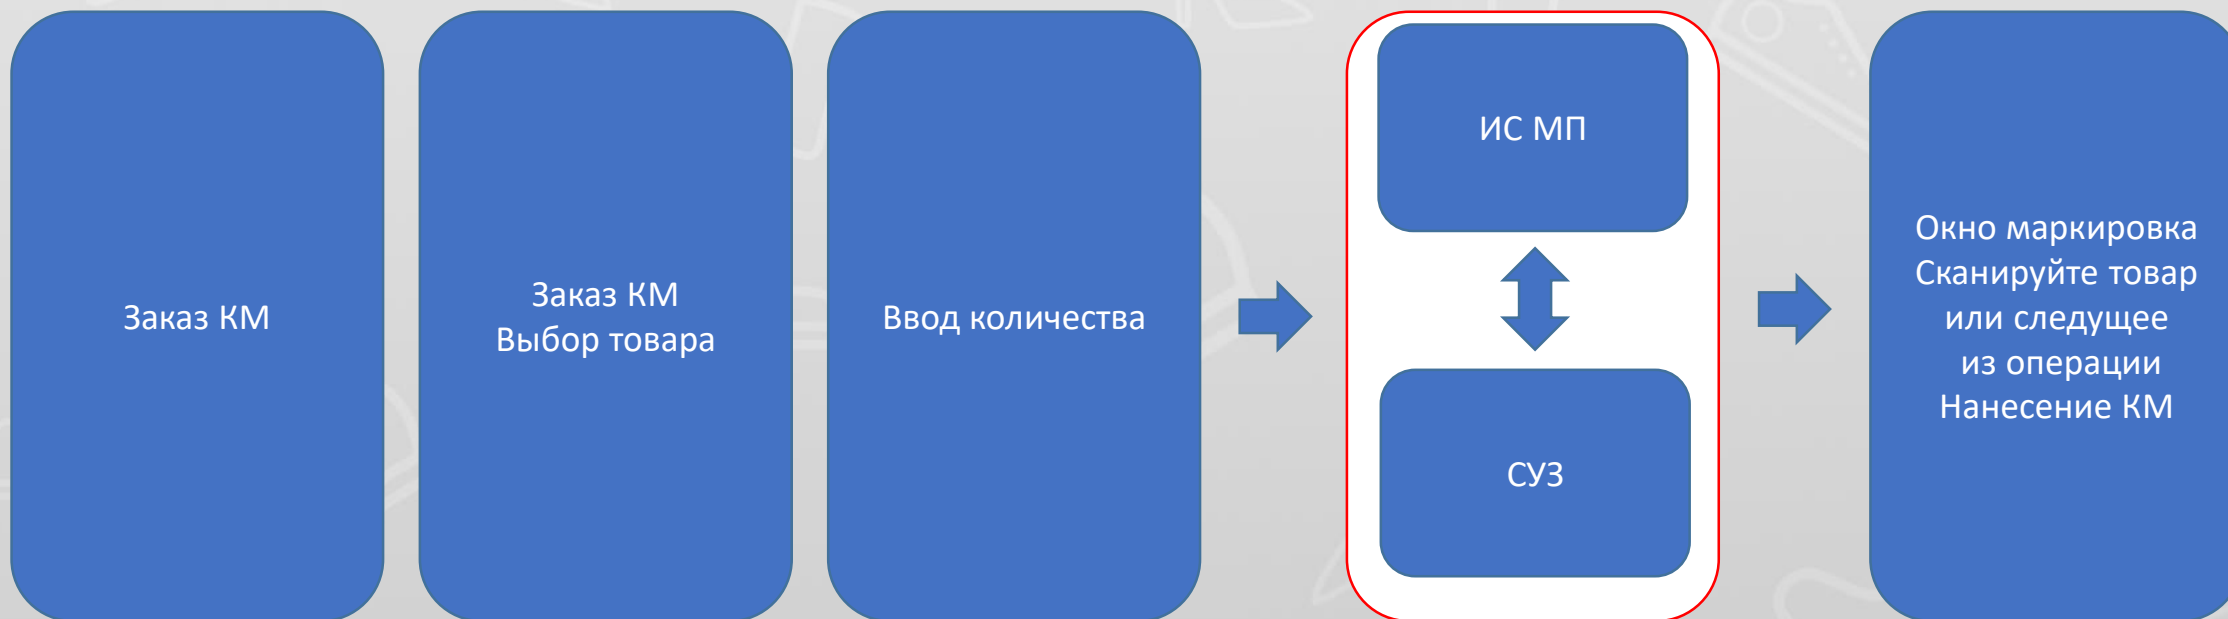 Заказ КМ
Заказ КМ
Выбор товара
Ввод количества
ИС МП
СУЗ
Окно маркировка
Сканируйте товар
или следущее
из операции
Нанесение КМ